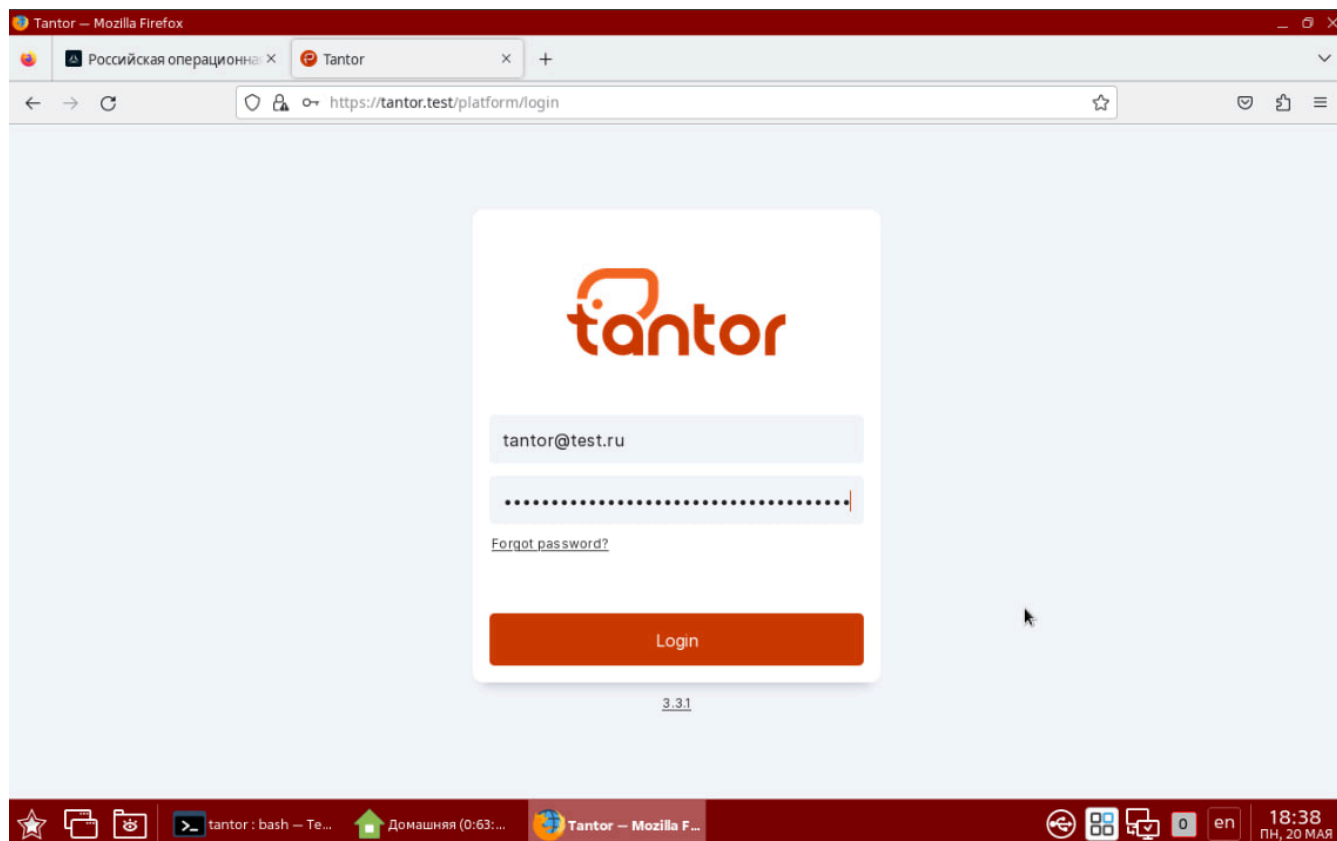 Tantor — Mozilla Firefox
Российская операционна
Tantor
https://tantor.test/platform/login
tantor
tantor@test.ru
•••••••••••••••••••••••••••••••••••••
Forgot password?
Login
3.3.1
tantor : bash — Te...
Домашняя (0:63:...
Tantor — Mozilla F...
0
en
18:38
ПН, 20 МАЯ